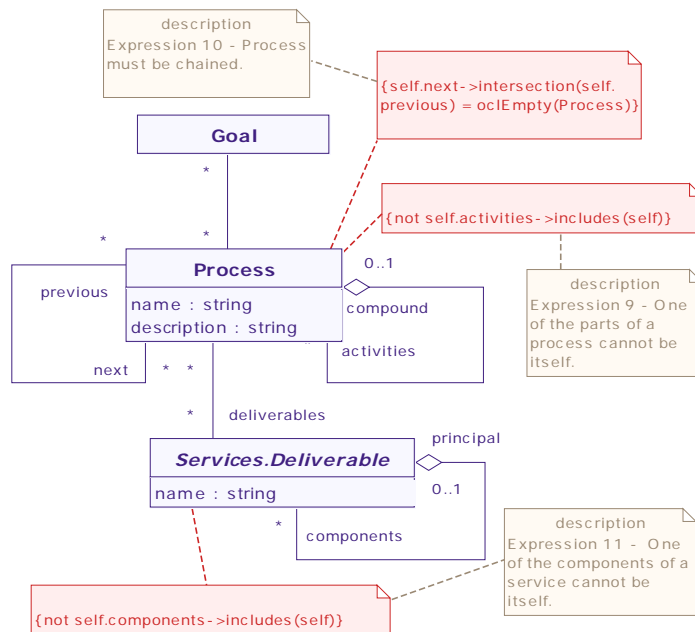 description
Expression 10 - Process
must be chained.
{self.next->intersection(self.
previous) = oclEmpty(Process)}
Goal
*
*
*
{not self.activities->includes(self)}
Process
0..1
previous
name : string
description : string
compound
activities
*
description
Expression 9 - One
of the parts of a
process cannot be
itself.
next
*
*
*
deliverables
principal
Services.Deliverable
name : string
0..1
*
components
description
Expression 11 - One
of the components of a
service cannot be
itself.
{not self.components->includes(self)}